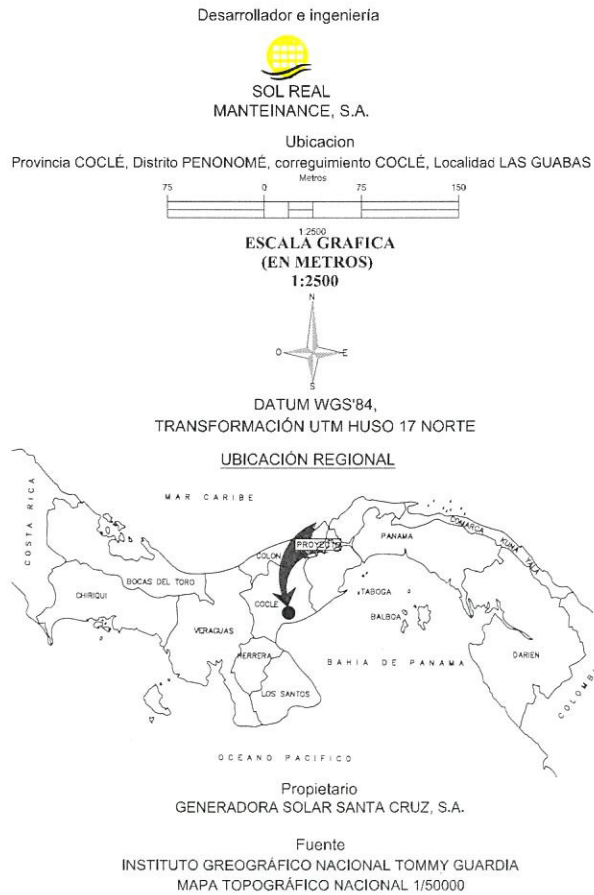 Desarrollador e ingeniería
SOL REAL
MANTEINANCE, S.A.
Ubicacion
Provincia COCLÉ, Distrito PENONOMÉ, correguimiento COCLÉ, Localidad LAS GUABAS
Metros
75 0 75 150
1:2500
ESCALA GRAFICA
(EN METROS)
1:2500
N
O E
S
DATUM WGS'84,
TRANSFORMACIÓN UTM HUSO 17 NORTE
UBICACIÓN REGIONAL
COSTA RICA
MAR CARIBE
PROYECTO
COLON
PANAMA
COMARCA KUNA YALA
BOCAS DEL TORO
CHIRIQUI
COCLE
TABOGA
BALBOA
VERAGUAS
HERRERA
BAHIA DE PANAMA
DARIEN
LOS SANTOS
COLOMB
OCEANO PACIFICO
Propietario
GENERADORA SOLAR SANTA CRUZ, S.A.
Fuente
INSTITUTO GREOGRÁFICO NACIONAL TOMMY GUARDIA
MAPA TOPOGRÁFICO NACIONAL 1/50000